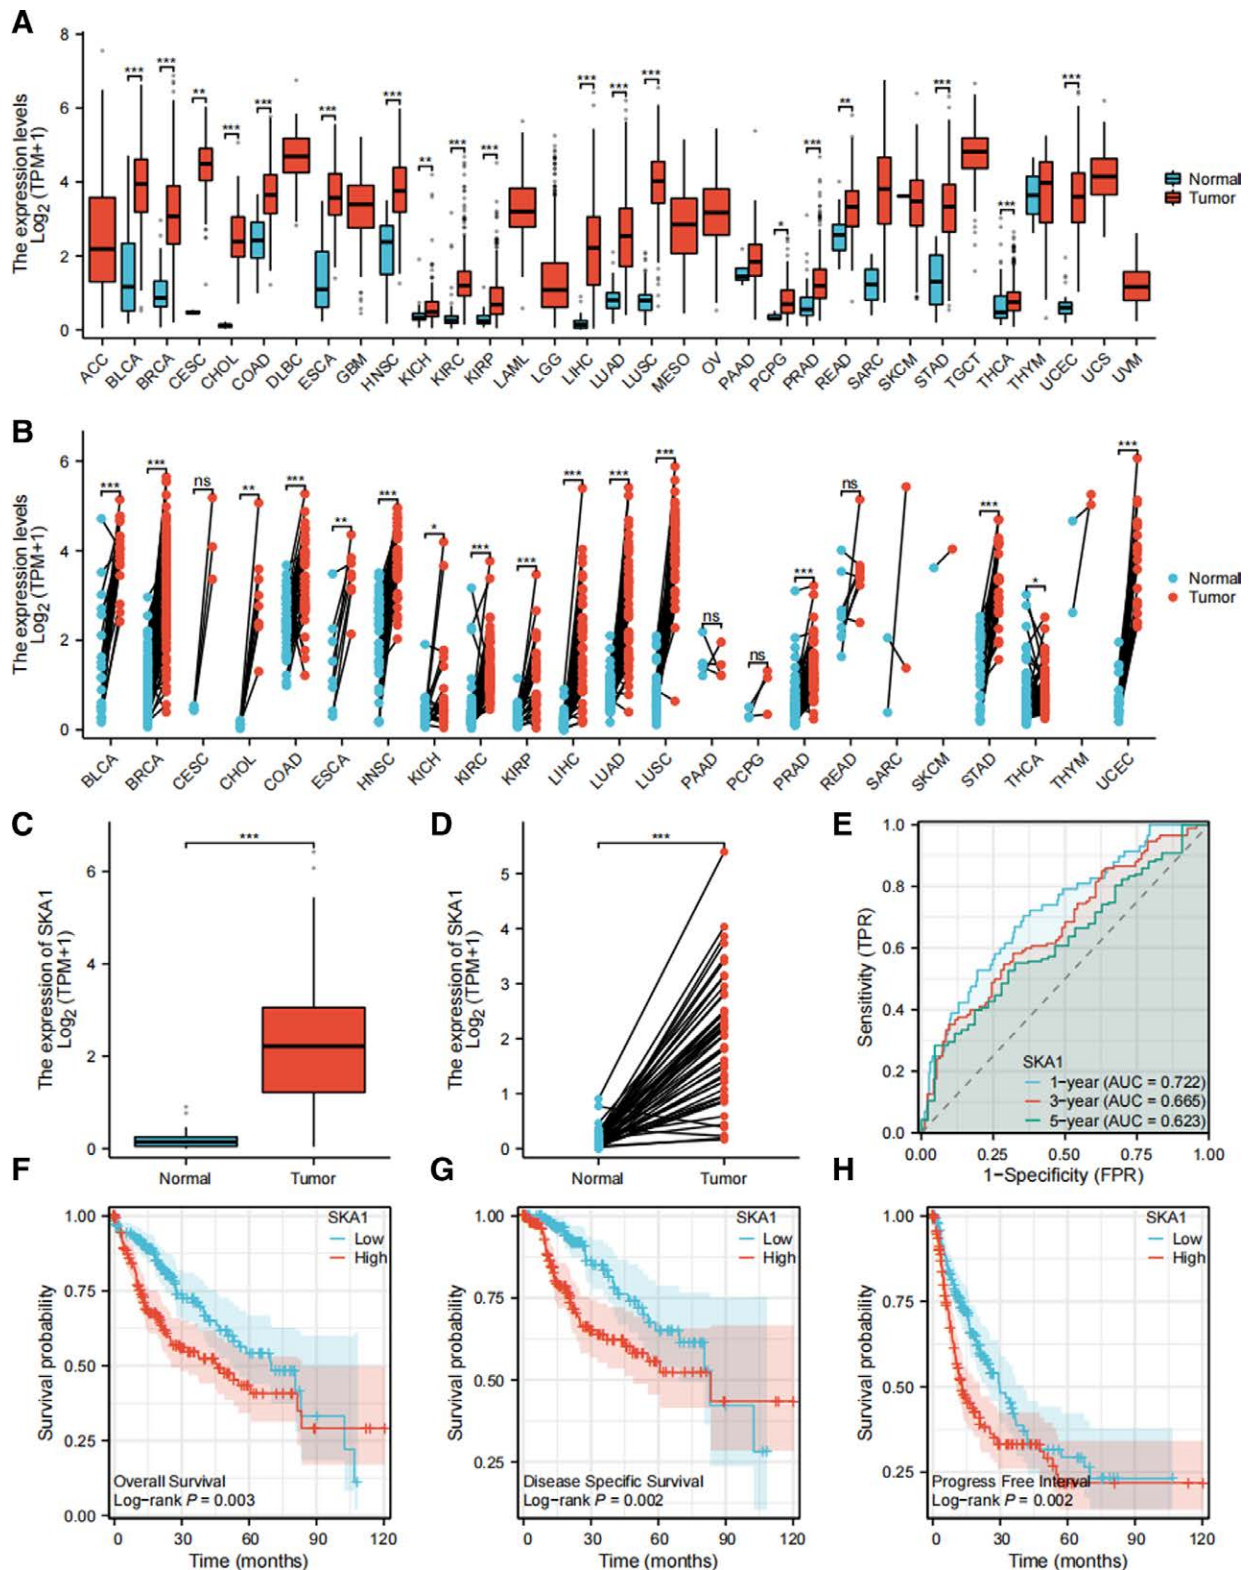 A
The expression levels
Log2 (TPM+1)
8
6
4
2
0
*** *** ** *** *** *** *** ** *** *** *** *** *** * *** ** *** *** ***
Normal
Tumor
ACC BLCA BRCA CESC CHOL COAD DLBC ESCA GBM HNSC KICH KIRC KIRP LAML LGG LIHC LUAD LUSC MESO OV PAAD PCPG PRAD READ SARC SKCM STAD TGCT THCA THYM UCEC UCS UVM
B
The expression levels
Log2 (TPM+1)
6
4
2
0
*** *** ns ** *** ** *** * *** *** *** *** *** ns ns *** ns *** * ***
Normal
Tumor
BLCA BRCA CESC CHOL COAD ESCA HNSC KICH KIRC KIRP LIHC LUAD LUSC PAAD PCPG PRAD READ SARC SKCM STAD THCA THYM UCEC
C
The expression of SKA1
Log2 (TPM+1)
6
4
2
0
***
Normal Tumor
D
The expression of SKA1
Log2 (TPM+1)
5
4
3
2
1
0
***
Normal Tumor
E
Sensitivity (TPR)
1.0
0.8
0.6
0.4
0.2
0.0
SKA1
1-year (AUC = 0.722)
3-year (AUC = 0.665)
5-year (AUC = 0.623)
0.00 0.25 0.50 0.75 1.00
1-Specificity (FPR)
F
Survival probability
1.00
0.75
0.50
0.25
0.00
SKA1
Low
High
Overall Survival
Log-rank P = 0.003
0 30 60 90 120
Time (months)
G
Survival probability
1.00
0.75
0.50
0.25
SKA1
Low
High
Disease Specific Survival
Log-rank P = 0.002
0 30 60 90 120
Time (months)
H
Survival probability
1.00
0.75
0.50
0.25
SKA1
Low
High
Progress Free Interval
Log-rank P = 0.002
0 30 60 90 120
Time (months)